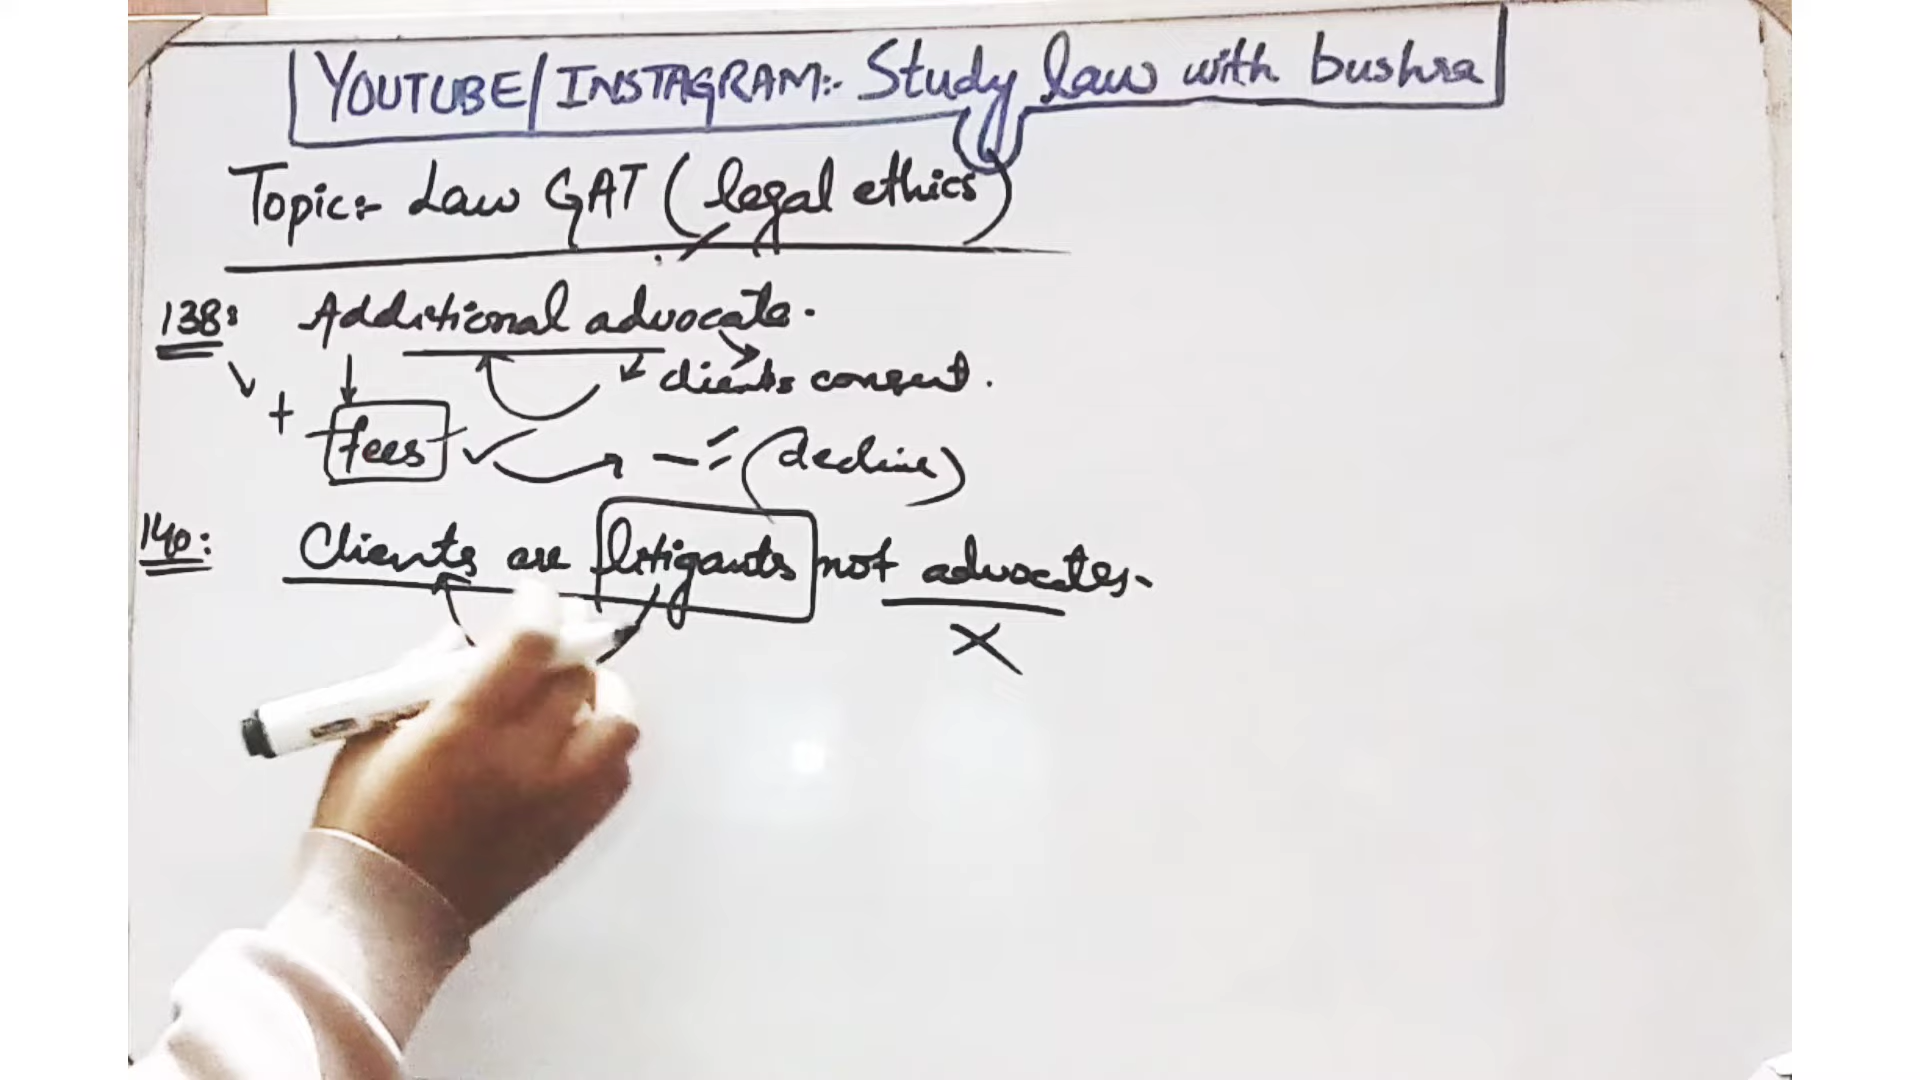 YOUTUBE/INSTAGRAM:- Study law with bushra
Topic:- Law GAT (legal ethics)
138: Additional advocate.
clients consent.
+ fees ✓ → - (decline)
140: Clients are litigants not advocates.
X